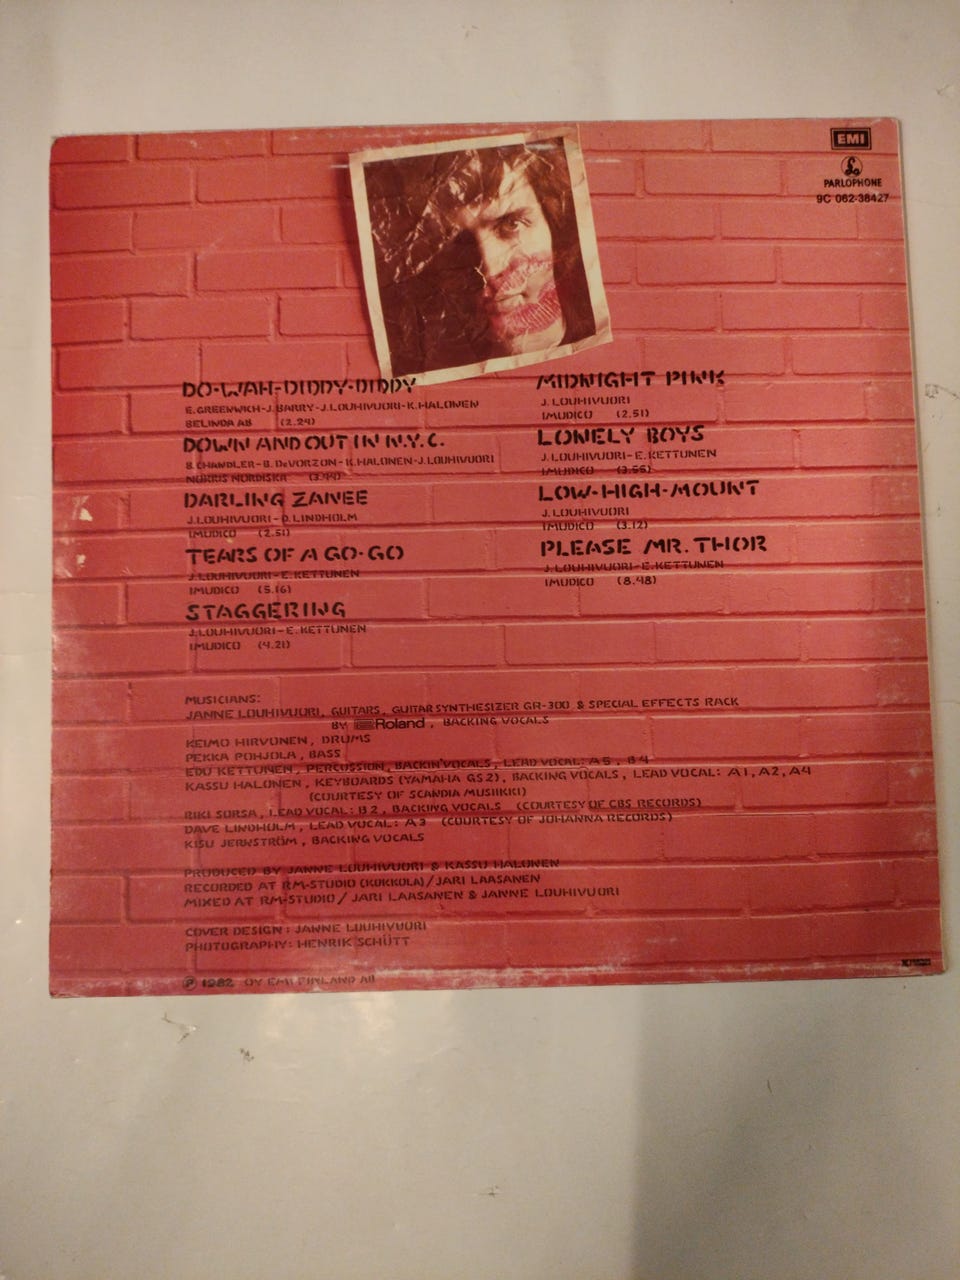 EMI
PARLOPHONE
9C 062-38427
DO-WAH-DIDDY-DIDDY
E. GREENWICH-J. BARRY-J. LOUHIVUORI-K. HALONEN
BELINDA AB (2.24)
DOWN AND OUT IN N.Y.C.
B. CHANDLER-B. DeVORZON-K. HALONEN-J. LOUHIVUORI
NORRIS NORDISKA (3.44)
DARLING ZANEE
J. LOUHIVUORI-D. LINDHOLM
IMUDICO (2.51)
TEARS OF A GO-GO
J. LOUHIVUORI-E. KETTUNEN
IMUDICO (5.16)
STAGGERING
J. LOUHIVUORI-E. KETTUNEN
IMUDICO (4.21)
MIDNIGHT PINK
J. LOUHIVUORI
IMUDICO (2.51)
LONELY BOYS
J. LOUHIVUORI-E. KETTUNEN
IMUDICO (3.55)
LOW-HIGH-MOUNT
J. LOUHIVUORI
IMUDICO (3.12)
PLEASE MR. THOR
J. LOUHIVUORI-E. KETTUNEN
IMUDICO (8.48)
MUSICIANS:
JANNE LOUHIVUORI, GUITARS, GUITAR SYNTHESIZER GR-300 & SPECIAL EFFECTS RACK
BY Roland, BACKING VOCALS
KEIMO HIRVONEN, DRUMS
PEKKA POHJOLA, BASS
EDU KETTUNEN, PERCUSSION, BACKIN'VOCALS, LEAD VOCAL: A5, B4
KASSU HALONEN, KEYBOARDS (YAMAHA GS2), BACKING VOCALS, LEAD VOCAL: A1, A2, A4
(COURTESY OF SCANDIA MUSIIKKI)
RIKI SORSA, LEAD VOCAL: B2, BACKING VOCALS (COURTESY OF CBS RECORDS)
DAVE LINDHOLM, LEAD VOCAL: A3 (COURTESY OF JOHANNA RECORDS)
KISU JERNSTRÖM, BACKING VOCALS
PRODUCED BY JANNE LOUHIVUORI & KASSU HALONEN
RECORDED AT RM-STUDIO (KOKKOLA)/JARI LAASANEN
MIXED AT RM-STUDIO/JARI LAASANEN & JANNE LOUHIVUORI
COVER DESIGN: JANNE LOUHIVUORI
PHOTOGRAPHY: HENRIK SCHÜTT
℗ 1982 OY EMI FINLAND AB